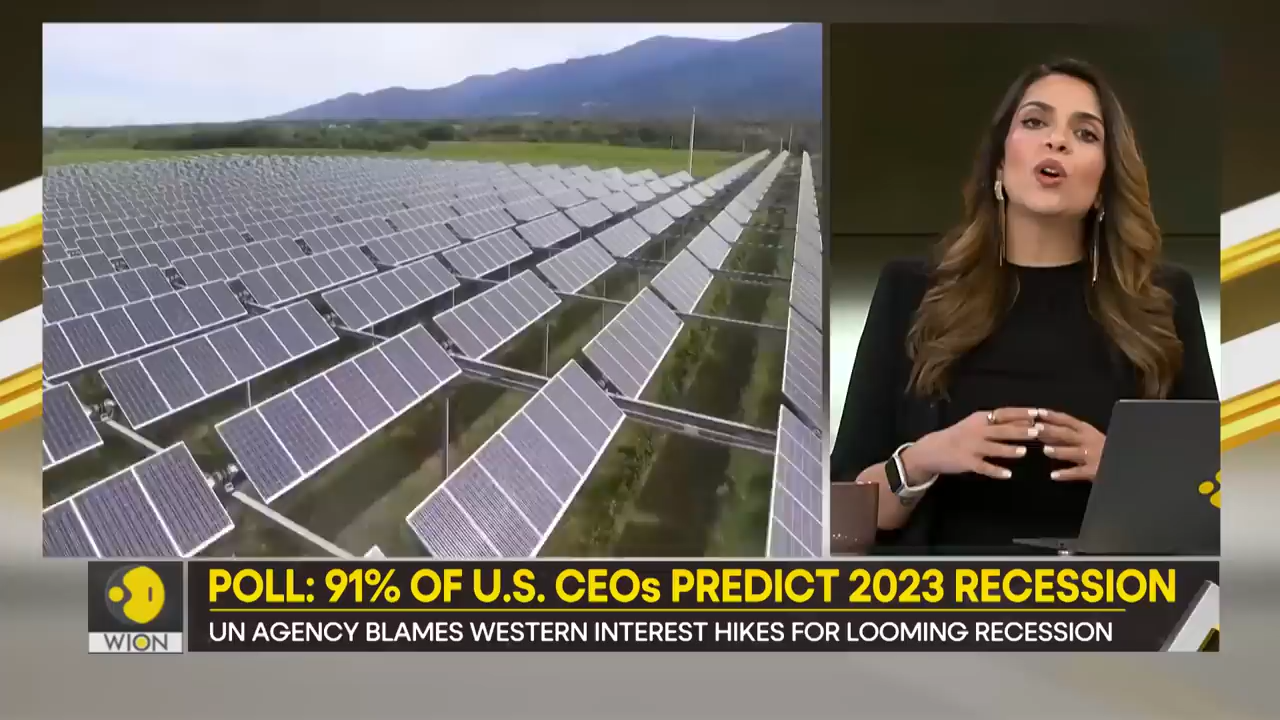 POLL: 91% OF U.S. CEOs PREDICT 2023 RECESSION
UN AGENCY BLAMES WESTERN INTEREST HIKES FOR LOOMING RECESSION
WION